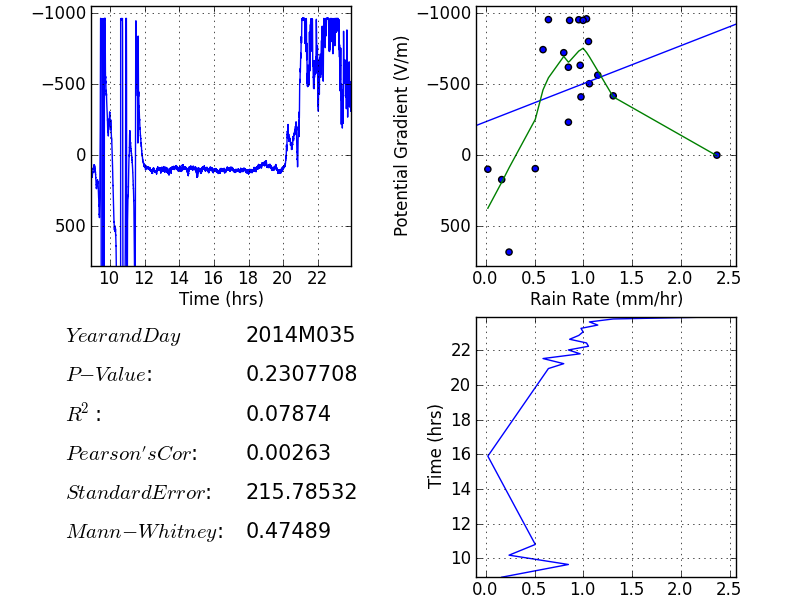 −1000
−500
0
500
10 12 14 16 18 20 22
Time (hrs)
Potential Gradient (V/m)
−1000
−500
0
500
0.0 0.5 1.0 1.5 2.0 2.5
Rain Rate (mm/hr)
YearandDay 2014M035
P−Value: 0.2307708
R² : 0.07874
Pearson'sCor: 0.00263
StandardError: 215.78532
Mann−Whitney: 0.47489
Time (hrs)
22
20
18
16
14
12
10
0.0 0.5 1.0 1.5 2.0 2.5